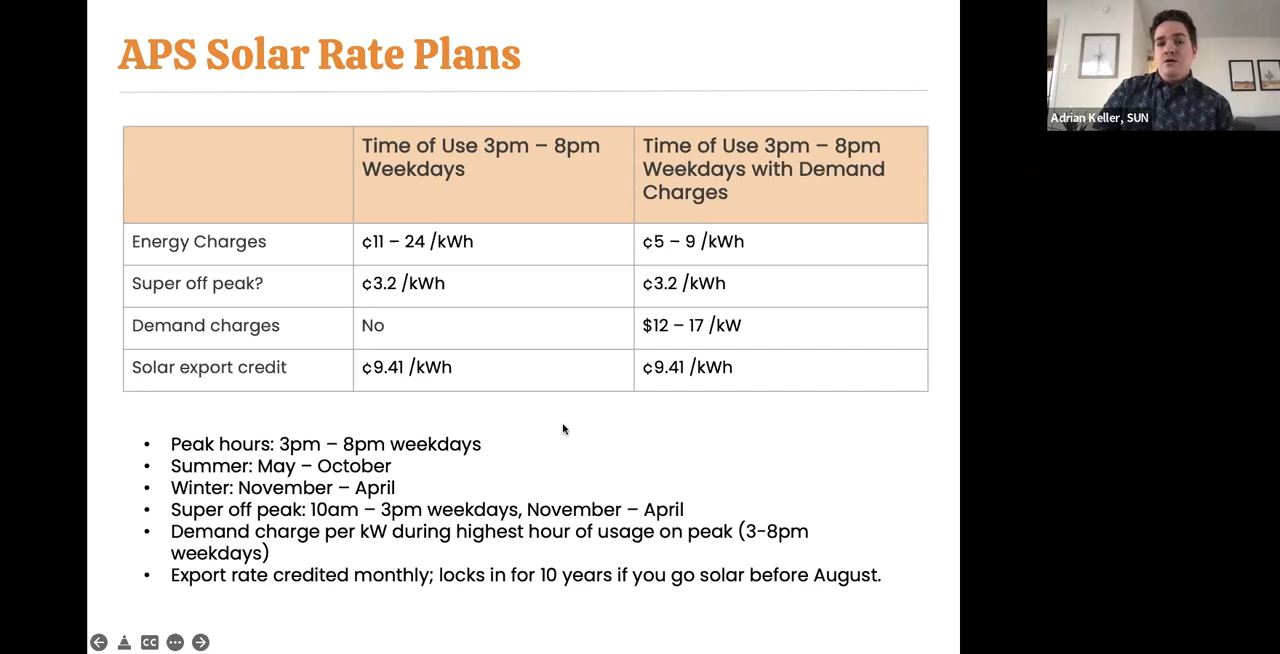 APS Solar Rate Plans
Time of Use 3pm – 8pm
Weekdays
Time of Use 3pm – 8pm
Weekdays with Demand
Charges
Energy Charges
¢11 – 24 /kWh
¢5 – 9 /kWh
Super off peak?
¢3.2 /kWh
¢3.2 /kWh
Demand charges
No
$12 – 17 /kW
Solar export credit
¢9.41 /kWh
¢9.41 /kWh
• Peak hours: 3pm – 8pm weekdays
• Summer: May – October
• Winter: November – April
• Super off peak: 10am – 3pm weekdays, November – April
• Demand charge per kW during highest hour of usage on peak (3-8pm
weekdays)
• Export rate credited monthly; locks in for 10 years if you go solar before August.
CC
Adrian Keller, SUN